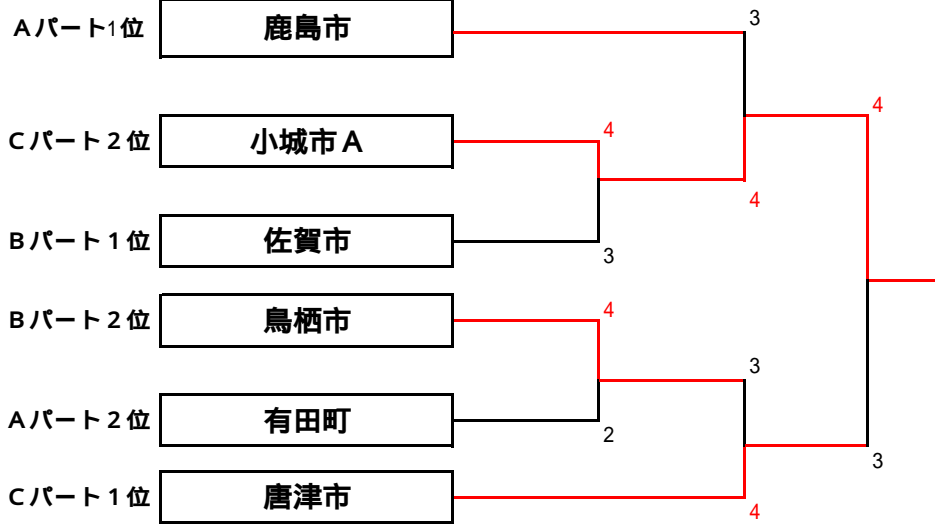 Aパート1位
鹿島市
3
4
Cパート2位
小城市A
4
4
Bパート1位
佐賀市
3
Bパート2位
鳥栖市
4
3
Aパート2位
有田町
2
3
Cパート1位
唐津市
4